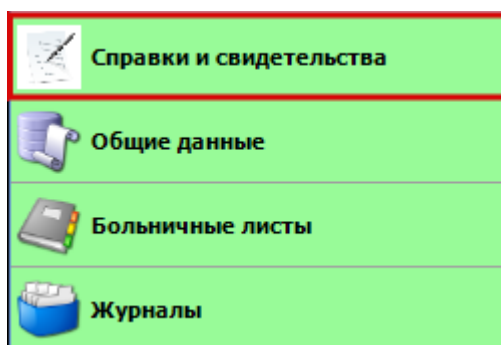 Справки и свидетельства
Общие данные
Больничные листы
Журналы